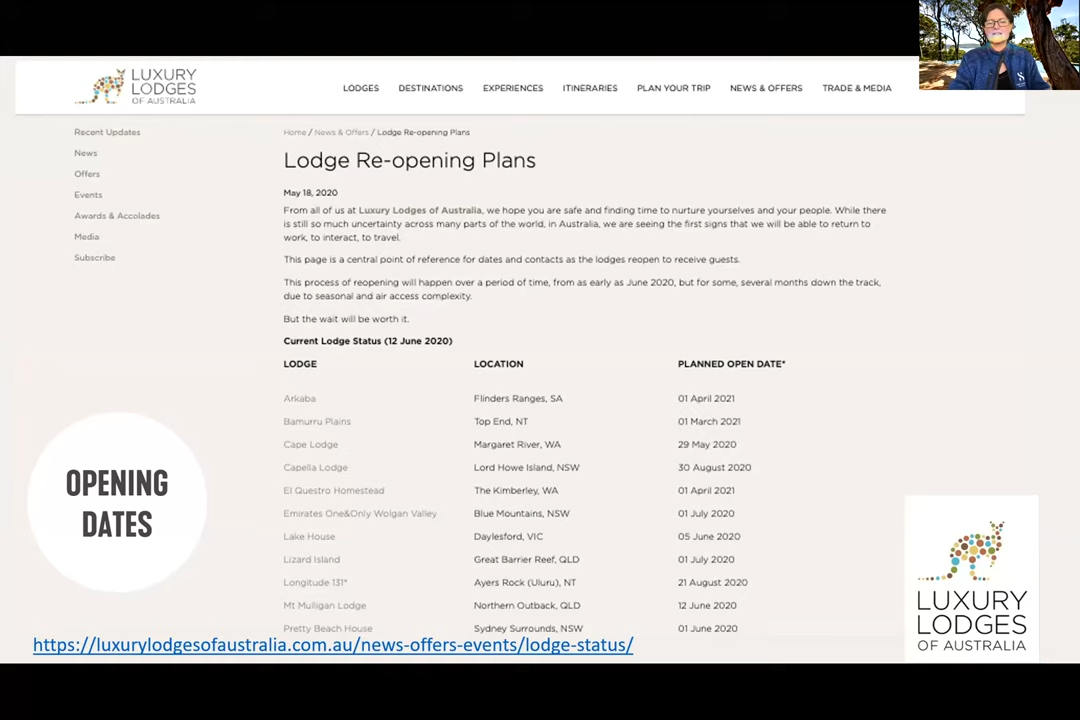 LUXURY
LODGES
OF AUSTRALIA
LODGES DESTINATIONS EXPERIENCES ITINERARIES PLAN YOUR TRIP NEWS & OFFERS TRADE & MEDIA
Recent Updates
News
Offers
Events
Awards & Accolades
Media
Subscribe
Home / News & Offers / Lodge Re-opening Plans
Lodge Re-opening Plans
May 18, 2020
From all of us at Luxury Lodges of Australia, we hope you are safe and finding time to nurture yourselves and your people. While there
is still so much uncertainty across many parts of the world, in Australia, we are seeing the first signs that we will be able to return to
work, to interact, to travel.
This page is a central point of reference for dates and contacts as the lodges reopen to receive guests.
This process of reopening will happen over a period of time, from as early as June 2020, but for some, several months down the track,
due to seasonal and air access complexity.
But the wait will be worth it.
Current Lodge Status (12 June 2020)
LODGE LOCATION PLANNED OPEN DATE*
Arkaba Flinders Ranges, SA 01 April 2021
Bamurru Plains Top End, NT 01 March 2021
Cape Lodge Margaret River, WA 29 May 2020
Capella Lodge Lord Howe Island, NSW 30 August 2020
El Questro Homestead The Kimberley, WA 01 April 2021
Emirates One&Only Wolgan Valley Blue Mountains, NSW 01 July 2020
Lake House Daylesford, VIC 05 June 2020
Lizard Island Great Barrier Reef, QLD 01 July 2020
Longitude 131° Ayers Rock (Uluru), NT 21 August 2020
Mt Mulligan Lodge Northern Outback, QLD 12 June 2020
Pretty Beach House Sydney Surrounds, NSW 01 June 2020
OPENING
DATES
https://luxurylodgesofaustralia.com.au/news-offers-events/lodge-status/
LUXURY
LODGES
OF AUSTRALIA